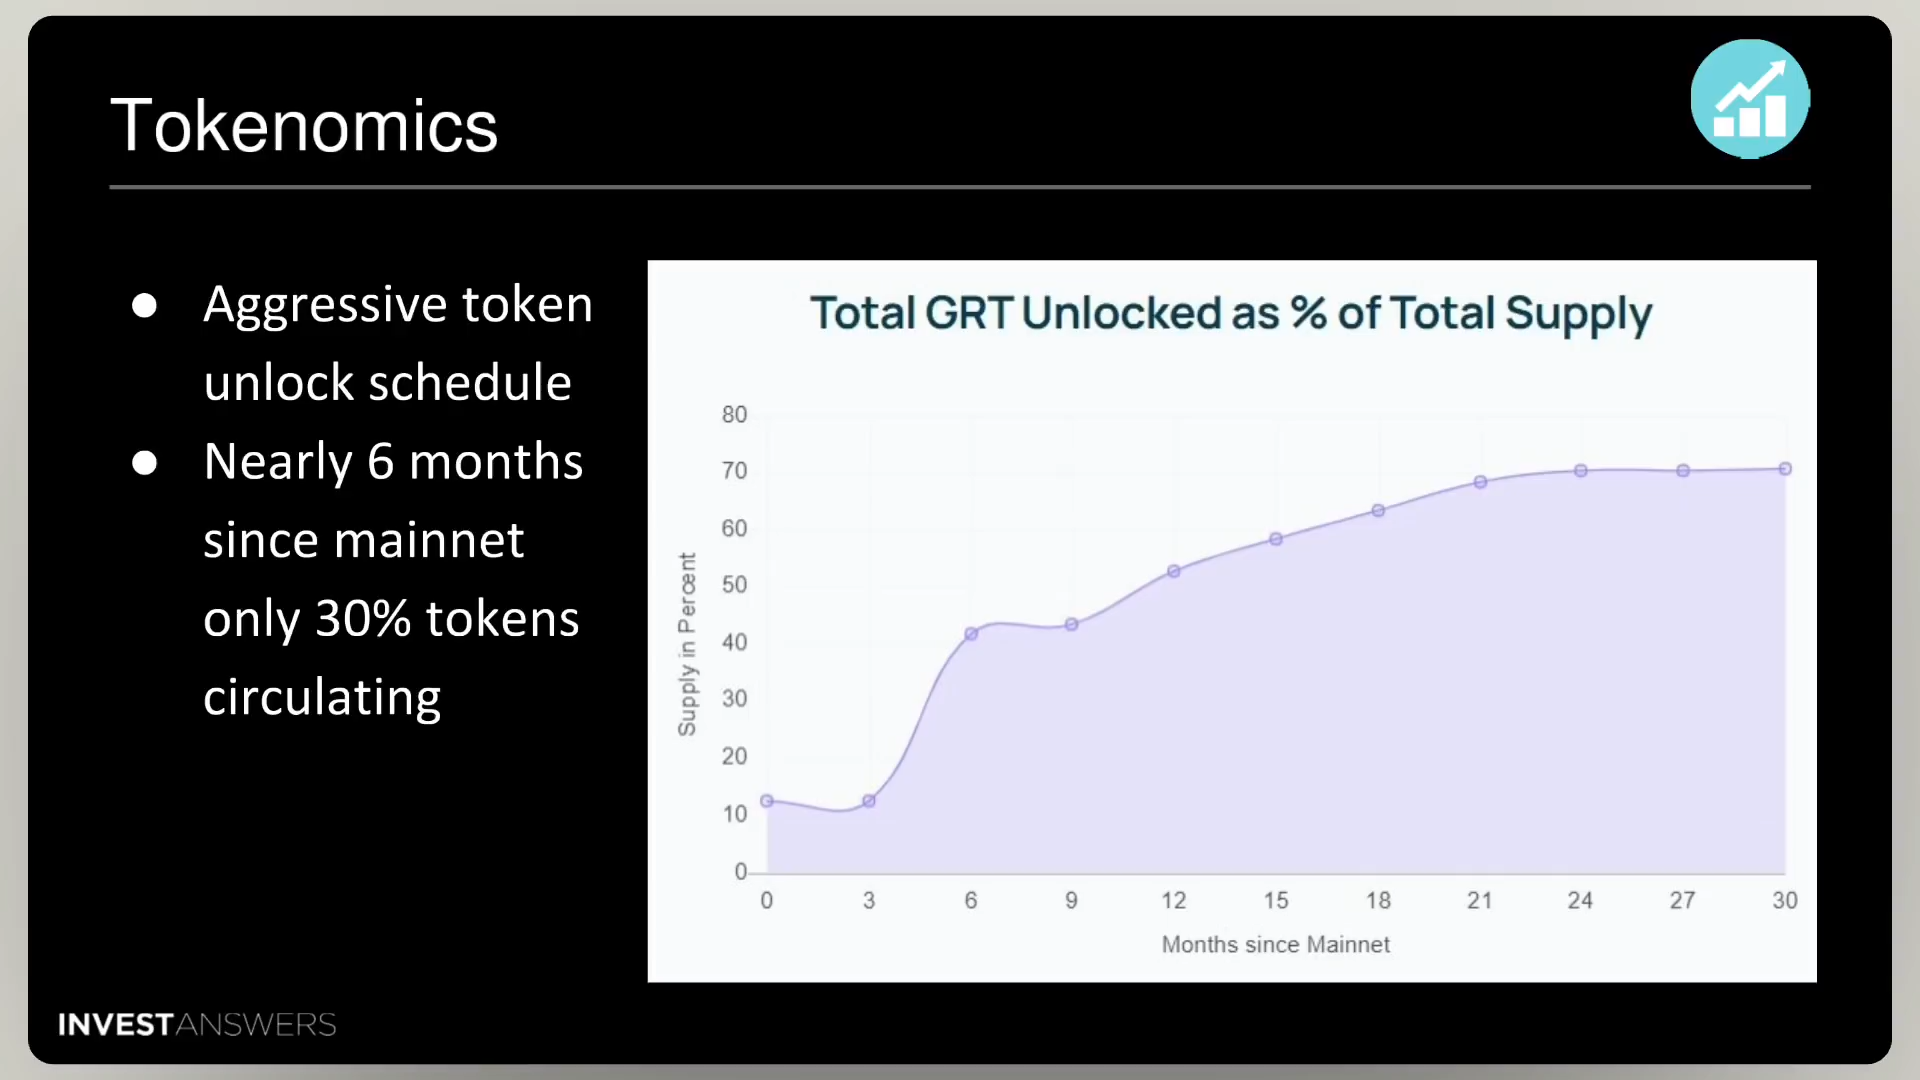 Tokenomics
● Aggressive token
unlock schedule
● Nearly 6 months
since mainnet
only 30% tokens
circulating
Total GRT Unlocked as % of Total Supply
80
70
60
50
40
30
20
10
0
Supply in Percent
0 3 6 9 12 15 18 21 24 27 30
Months since Mainnet
INVESTANSWERS